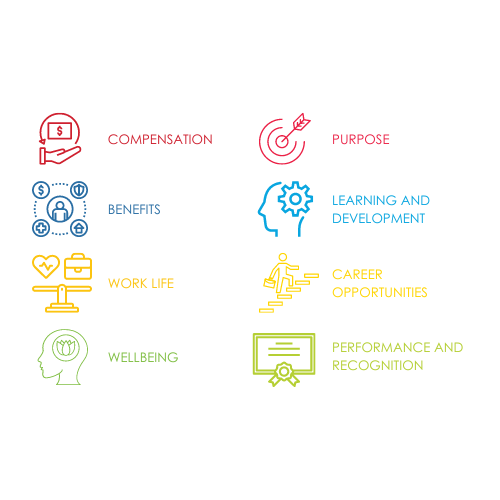 COMPENSATION
PURPOSE
BENEFITS
LEARNING AND
DEVELOPMENT
WORK LIFE
CAREER
OPPORTUNITIES
WELLBEING
PERFORMANCE AND
RECOGNITION
$
$